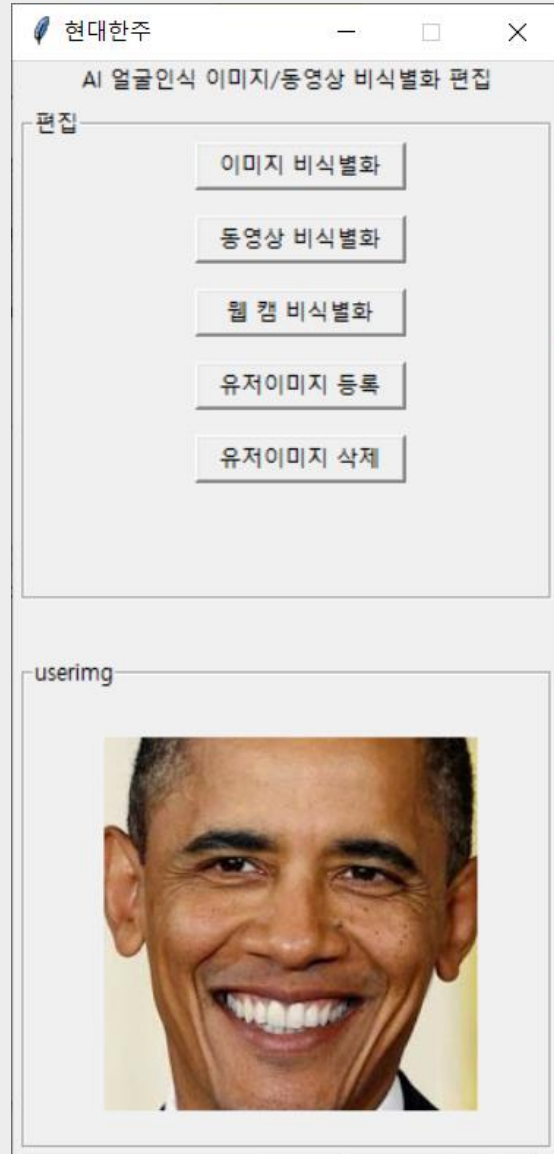 현대한주
AI 얼굴인식 이미지/동영상 비식별화 편집
편집
이미지 비식별화
동영상 비식별화
웹 캠 비식별화
유저이미지 등록
유저이미지 삭제
userimg